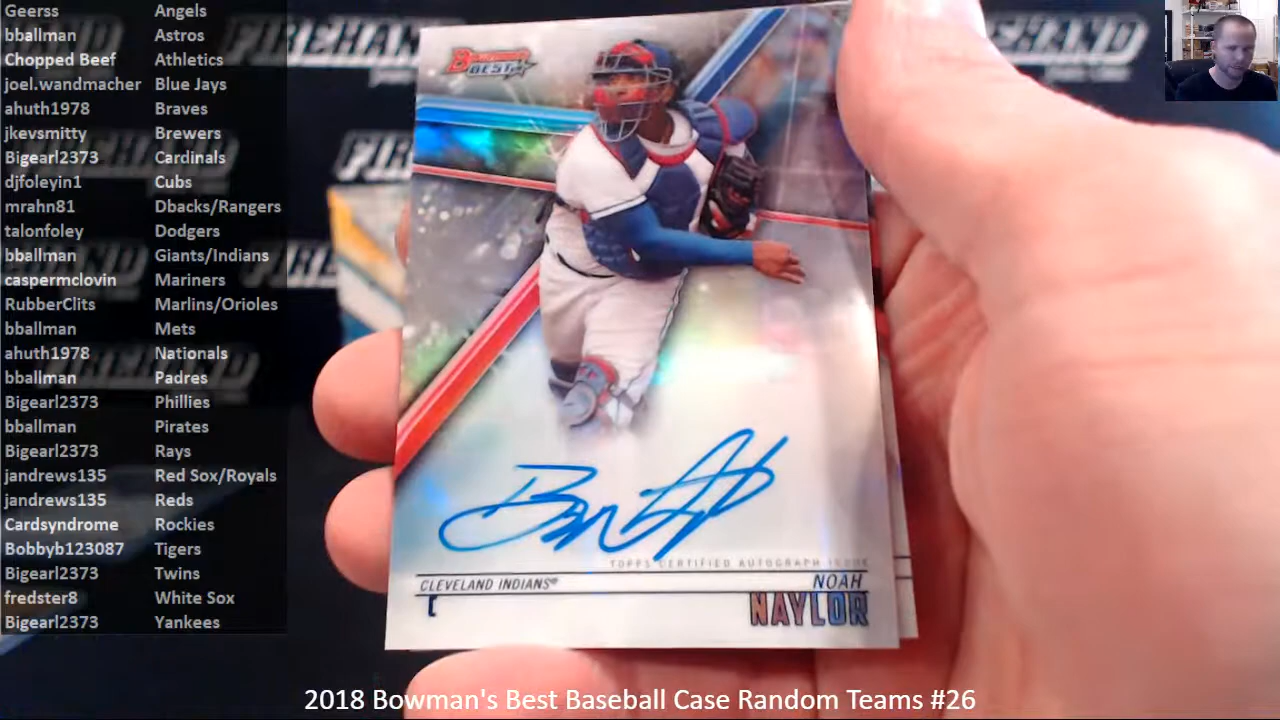 Geerss Angels
bballman Astros
Chopped Beef Athletics
joel.wandmacher Blue Jays
ahuth1978 Braves
jkevsmitty Brewers
Bigearl2373 Cardinals
djfoleyin1 Cubs
mrahn81 Dbacks/Rangers
talonfoley Dodgers
bballman Giants/Indians
caspermclovin Mariners
RubberClits Marlins/Orioles
bballman Mets
ahuth1978 Nationals
bballman Padres
Bigearl2373 Phillies
bballman Pirates
Bigearl2373 Rays
jandrews135 Red Sox/Royals
jandrews135 Reds
Cardsyndrome Rockies
Bobbyb123087 Tigers
Bigearl2373 Twins
fredster8 White Sox
Bigearl2373 Yankees
FIREHAND
FIREHAND
BOWMAN'S
BEST
TOPPS CERTIFIED AUTOGRAPH ISSUE
CLEVELAND INDIANS®
NOAH
C
NAYLOR
2018 Bowman's Best Baseball Case Random Teams #26